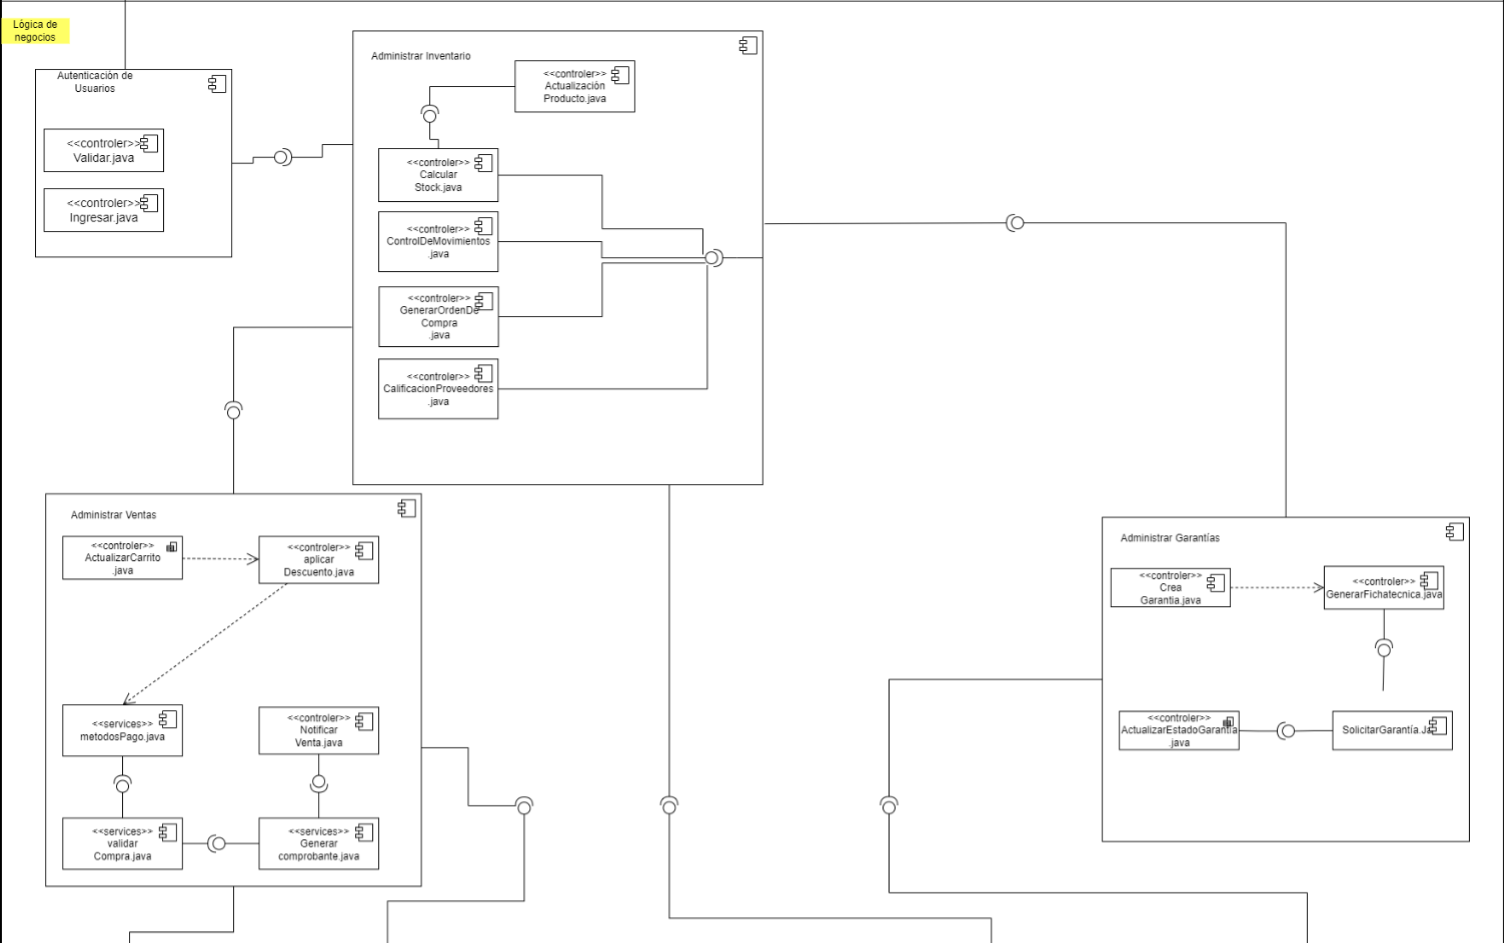 Lógica de
negocios
Autenticación de
Usuarios
<<controler>>
Validar.java
<<controler>>
Ingresar.java
Administrar Inventario
<<controler>>
Actualización
Producto.java
<<controler>>
Calcular
Stock.java
<<controler>>
ControlDeMovimientos
.java
<<controler>>
GenerarOrdenDe
Compra
.java
<<controler>>
CalificacionProveedores
.java
Administrar Ventas
<<controler>>
ActualizarCarrito
.java
<<controler>>
aplicar
Descuento.java
<<services>>
metodosPago.java
<<controler>>
Notificar
Venta.java
<<services>>
validar
Compra.java
<<services>>
Generar
comprobante.java
Administrar Garantías
<<controler>>
Crea
Garantia.java
<<controler>>
GenerarFichatecnica.java
<<controler>>
ActualizarEstadoGarantía
.java
SolicitarGarantía.Ja